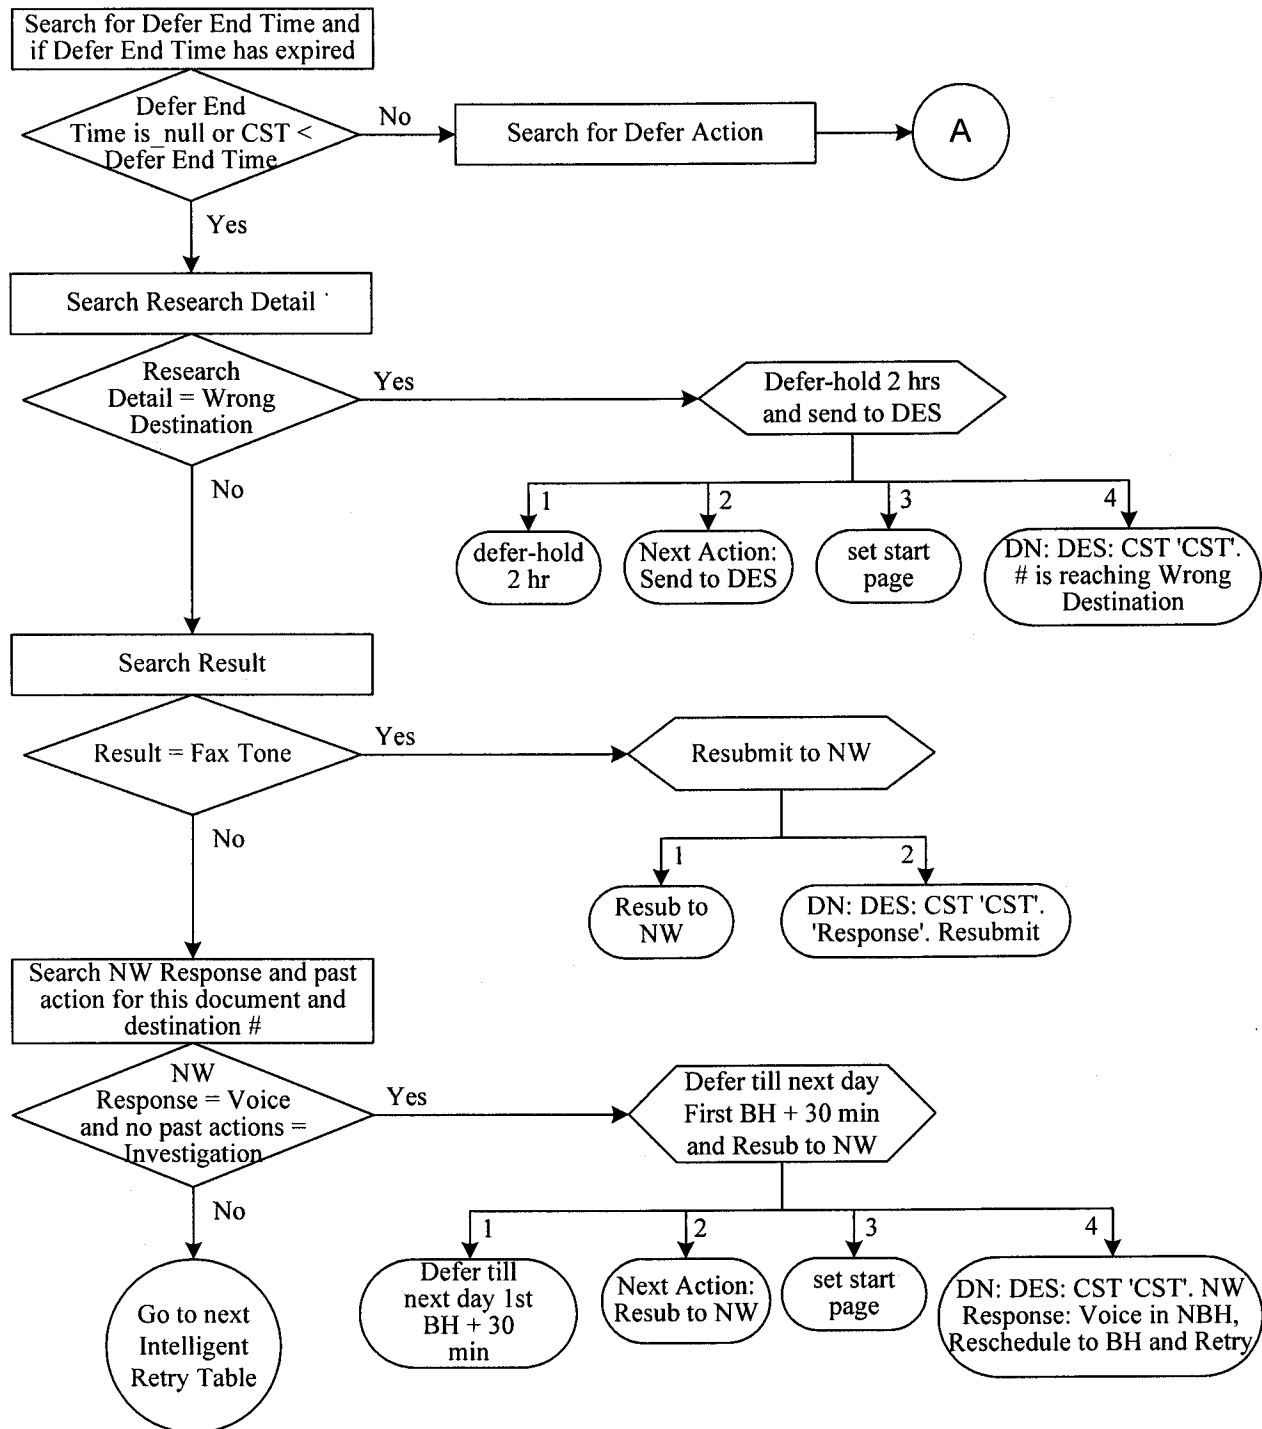 Search for Defer End Time and
if Defer End Time has expired
Defer End
Time is_null or CST <
Defer End Time
No
Search for Defer Action
A
Yes
Search Research Detail
Research
Detail = Wrong
Destination
Yes
Defer-hold 2 hrs
and send to DES
No
1
2
3
4
defer-hold
2 hr
Next Action:
Send to DES
set start
page
DN: DES: CST 'CST'.
# is reaching Wrong
Destination
Search Result
Result = Fax Tone
Yes
Resubmit to NW
No
1
2
Resub to
NW
DN: DES: CST 'CST'.
'Response'. Resubmit
Search NW Response and past
action for this document and
destination #
NW
Response = Voice
and no past actions =
Investigation
Yes
Defer till next day
First BH + 30 min
and Resub to NW
No
1
2
3
4
Defer till
next day 1st
BH + 30
min
Next Action:
Resub to NW
set start
page
DN: DES: CST 'CST'. NW
Response: Voice in NBH,
Reschedule to BH and Retry
Go to next
Intelligent
Retry Table